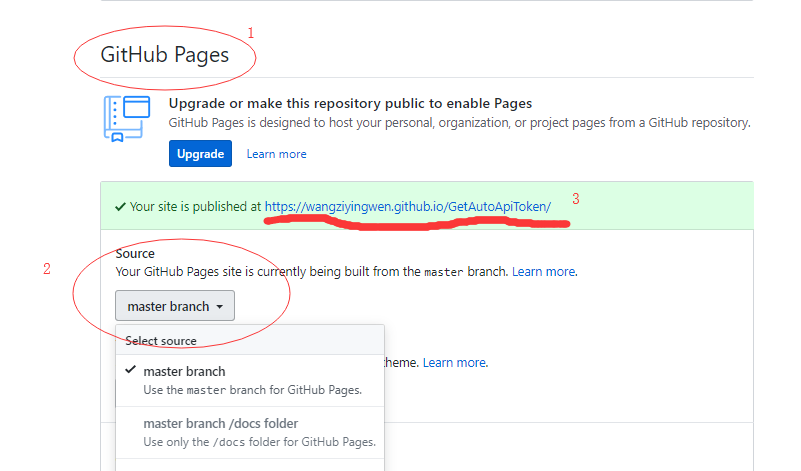 1
GitHub Pages
Upgrade or make this repository public to enable Pages
GitHub Pages is designed to host your personal, organization, or project pages from a GitHub repository.
Upgrade Learn more
3
Your site is published at https://wangziyingwen.github.io/GetAutoApiToken/
Source
2
Your GitHub Pages site is currently being built from the master branch. Learn more.
master branch
Select source
master branch
heme. Learn more.
Use the master branch for GitHub Pages.
master branch /docs folder
Use only the /docs folder for GitHub Pages.